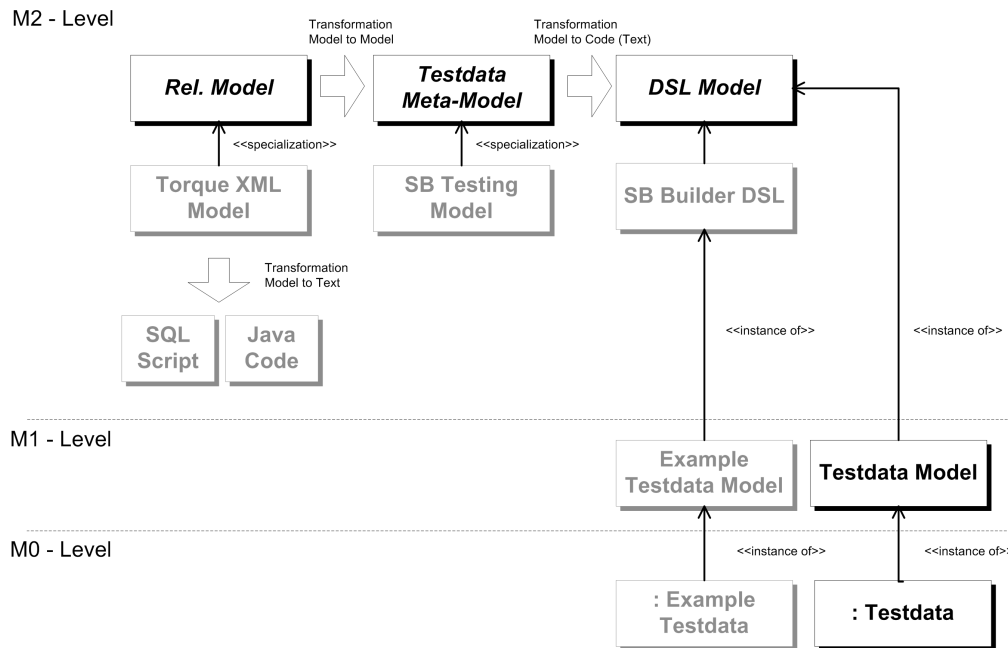 M2 - Level
Transformation
Model to Model
Transformation
Model to Code (Text)
Rel. Model
Testdata
Meta-Model
DSL Model
<<specialization>>
<<specialization>>
Torque XML
Model
SB Testing
Model
SB Builder DSL
Transformation
Model to Text
SQL
Script
Java
Code
<<instance of>>
<<instance of>>
M1 - Level
Example
Testdata Model
Testdata Model
M0 - Level
<<instance of>>
<<instance of>>
: Example
Testdata
: Testdata